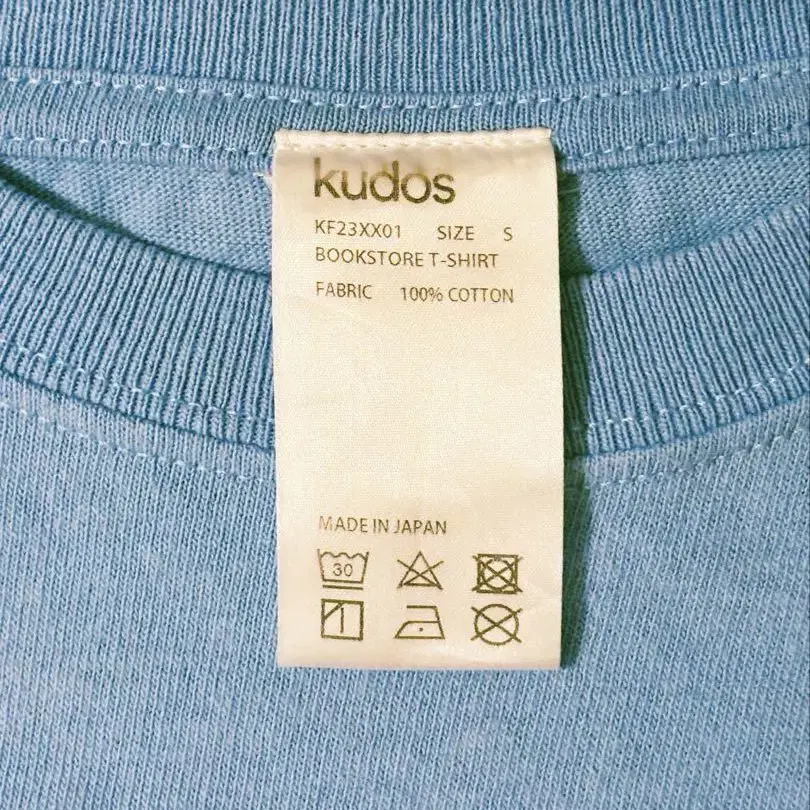 kudos
KF23XX01 SIZE S
BOOKSTORE T-SHIRT
FABRIC 100% COTTON
MADE IN JAPAN
30